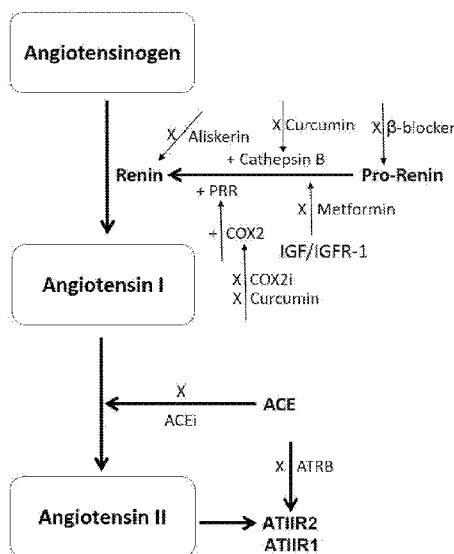 Angiotensinogen
X Aliskerin
X Curcumin
X β-blocker
+ Cathepsin B
Renin
Pro-Renin
+ PRR
X Metformin
+ COX2
IGF/IGFR-1
Angiotensin I
X COX2i
X Curcumin
X
ACE
ACEi
X ATRB
Angiotensin II
ATIIR2
ATIIR1